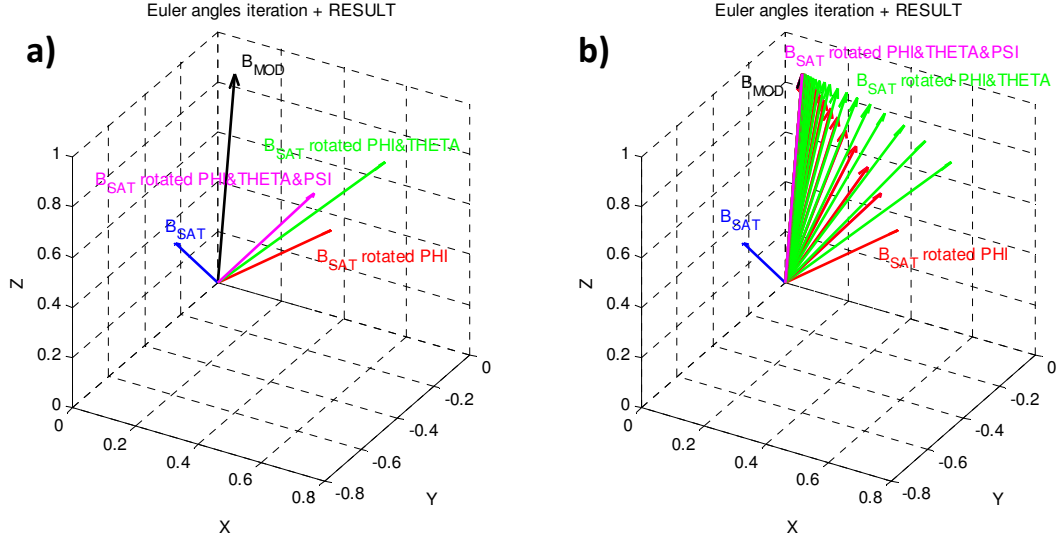 Euler angles iteration + RESULT
a)
B_MOD
B_SAT rotated PHI&THETA
B_SAT rotated PHI&THETA&PSI
B_SAT
B_SAT rotated PHI
1
0.8
0.6
0.4
0.2
0
Z
0
0.2
0.4
0.6
0.8
X
0
-0.2
-0.4
-0.6
-0.8
Y
Euler angles iteration + RESULT
b)
B_SAT rotated PHI&THETA&PSI
B_MOD
B_SAT rotated PHI&THETA
B_SAT
B_SAT rotated PHI
1
0.8
0.6
0.4
0.2
0
Z
0
0.2
0.4
0.6
0.8
X
0
-0.2
-0.4
-0.6
-0.8
Y